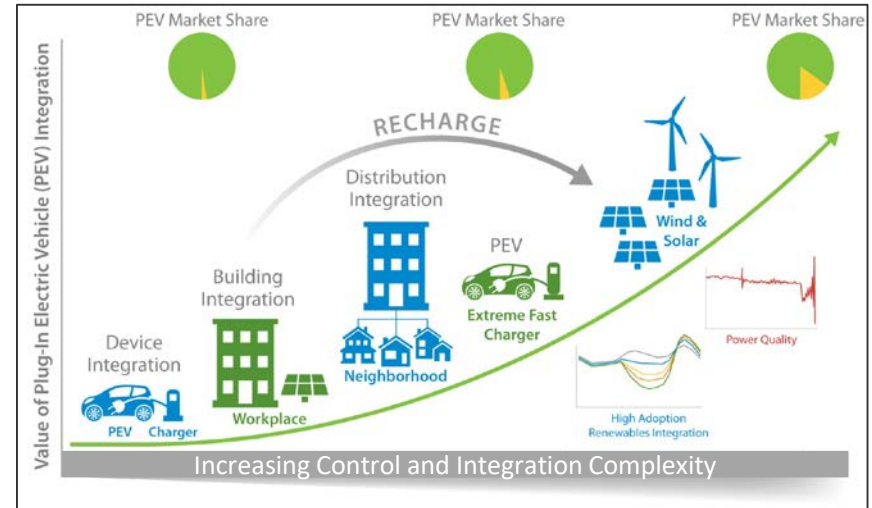 PEV Market Share
PEV Market Share
PEV Market Share
Value of Plug-In Electric Vehicle (PEV) Integration
RECHARGE
Distribution
Integration
Wind &
Solar
PEV
Building
Integration
Extreme Fast
Charger
Device
Integration
Power Quality
Neighborhood
Workplace
PEV
Charger
High Adoption
Renewables Integration
Increasing Control and Integration Complexity